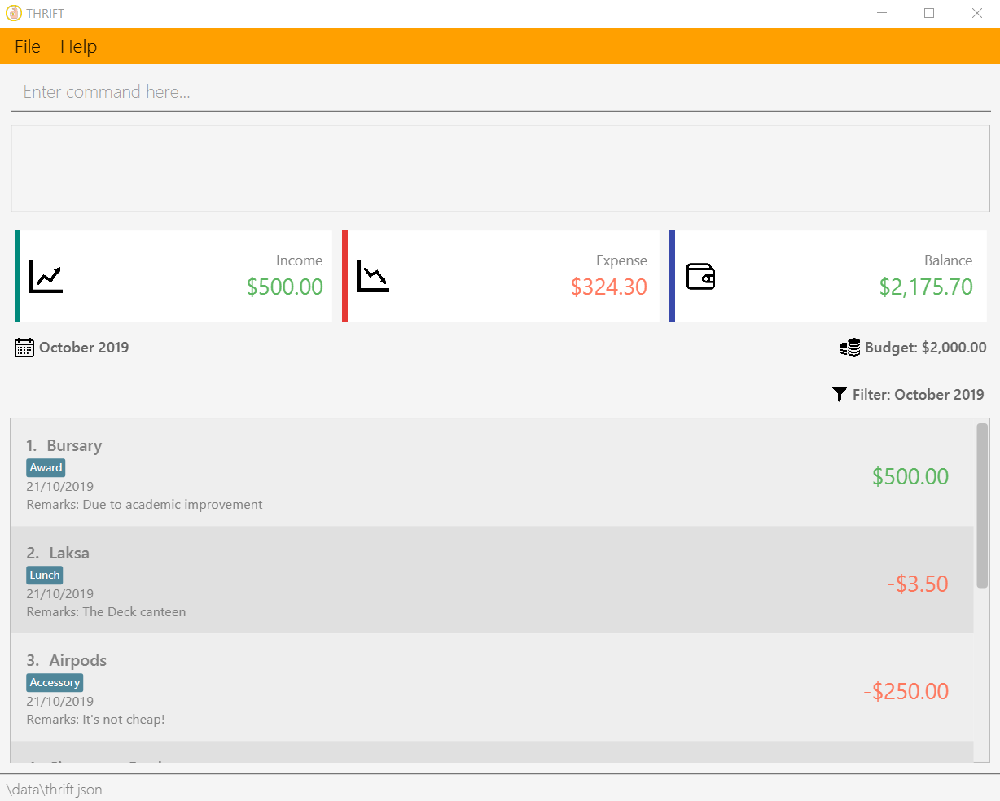 THRIFT
File Help
Enter command here...
Income
$500.00
Expense
$324.30
Balance
$2,175.70
October 2019
Budget: $2,000.00
Filter: October 2019
1. Bursary
Award
21/10/2019
Remarks: Due to academic improvement
$500.00
2. Laksa
Lunch
21/10/2019
Remarks: The Deck canteen
-$3.50
3. Airpods
Accessory
21/10/2019
Remarks: It's not cheap!
-$250.00
.\data\thrift.json